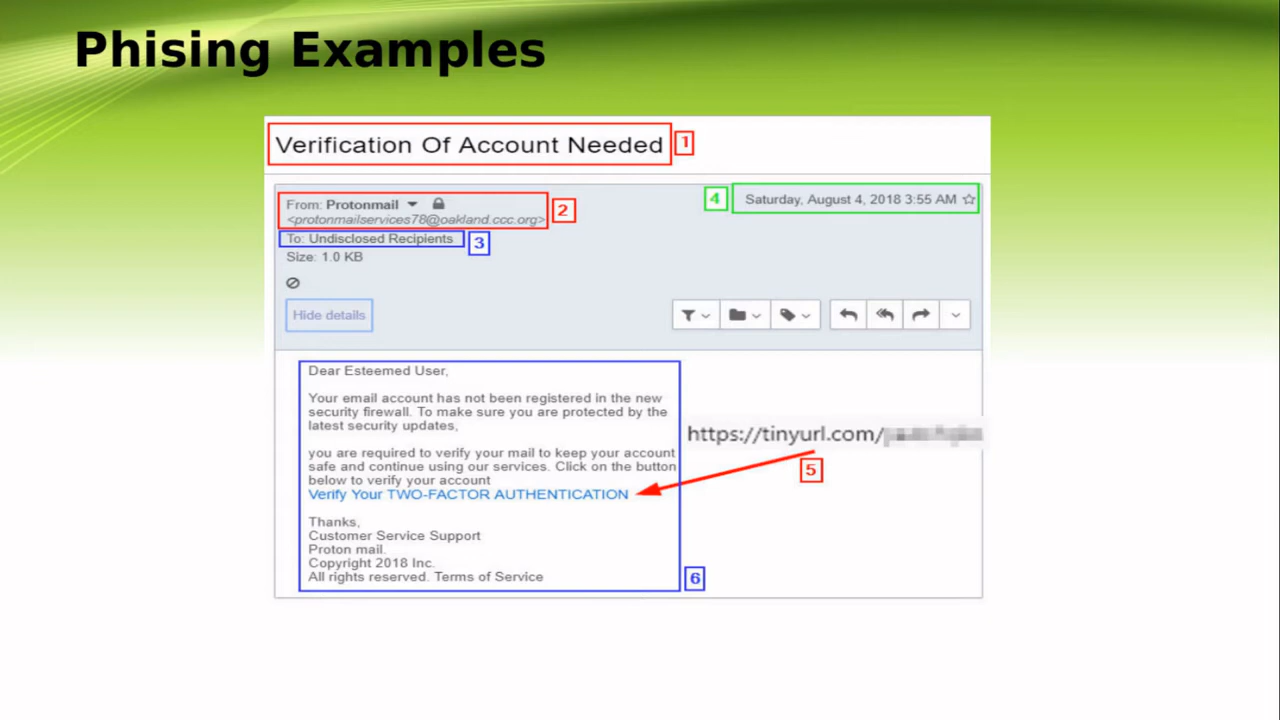 Phising Examples
Verification Of Account Needed
1
From: Protonmail
<protonmailservices78@oakland.ccc.org>
2
4
Saturday, August 4, 2018 3:55 AM
To: Undisclosed Recipients
3
Size: 1.0 KB
Hide details
Dear Esteemed User,
Your email account has not been registered in the new
security firewall. To make sure you are protected by the
latest security updates,
you are required to verify your mail to keep your account
safe and continue using our services. Click on the button
below to verify your account
Verify Your TWO-FACTOR AUTHENTICATION
https://tinyurl.com/
5
Thanks,
Customer Service Support
Proton mail.
Copyright 2018 Inc.
All rights reserved. Terms of Service
6